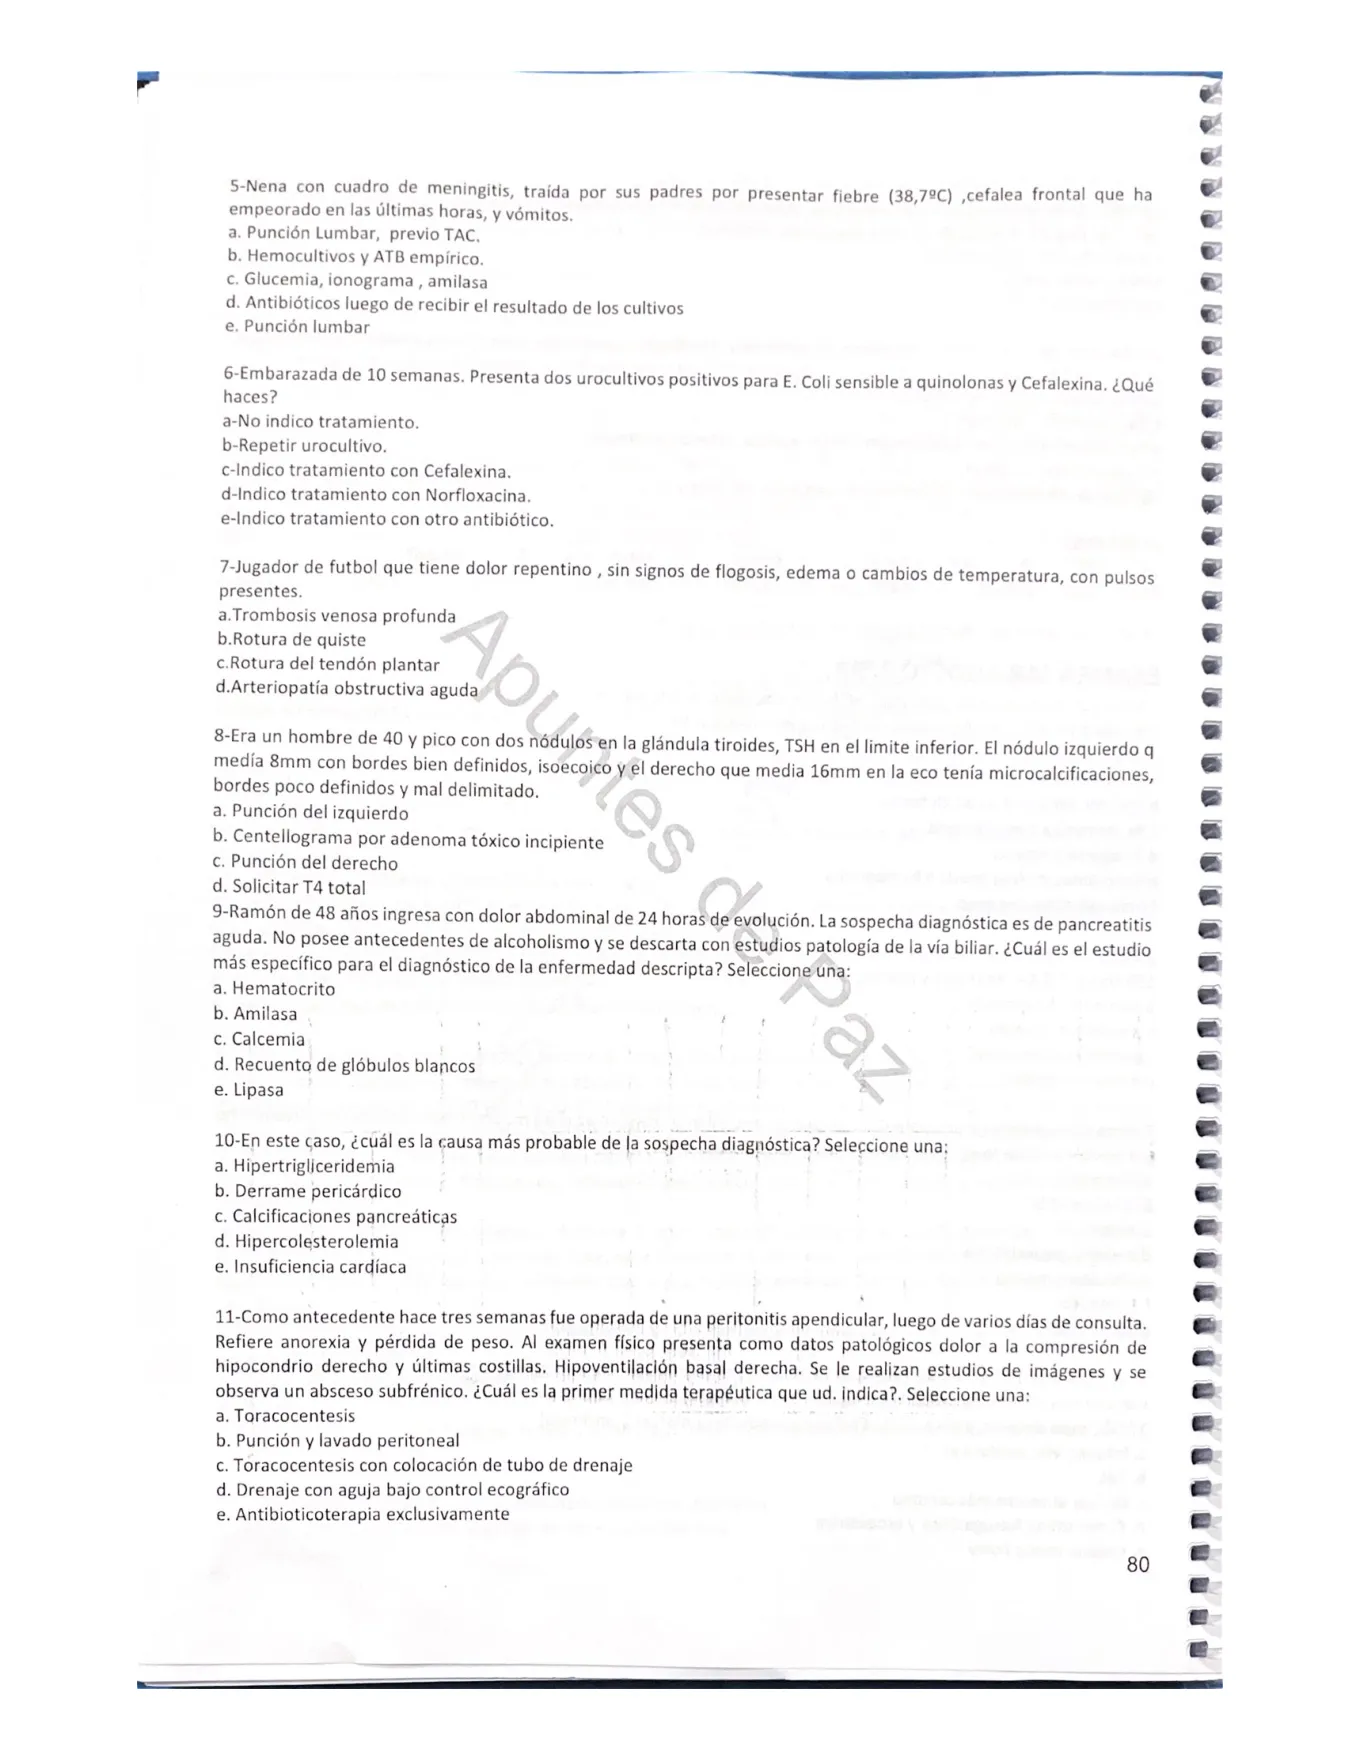 5-Nena con cuadro de meningitis, traída por sus padres por presentar fiebre (38,7ºC) ,cefalea frontal que ha
empeorado en las últimas horas, y vómitos.
a. Punción Lumbar, previo TAC.
b. Hemocultivos y ATB empírico.
c. Glucemia, ionograma , amilasa
d. Antibióticos luego de recibir el resultado de los cultivos
e. Punción lumbar
6-Embarazada de 10 semanas. Presenta dos urocultivos positivos para E. Coli sensible a quinolonas y Cefalexina. ¿Qué
haces?
a-No indico tratamiento.
b-Repetir urocultivo.
c-Indico tratamiento con Cefalexina.
d-Indico tratamiento con Norfloxacina.
e-Indico tratamiento con otro antibiótico.
7-Jugador de futbol que tiene dolor repentino , sin signos de flogosis, edema o cambios de temperatura, con pulsos
presentes.
a.Trombosis venosa profunda
b.Rotura de quiste
c.Rotura del tendón plantar
d.Arteriopatía obstructiva aguda
8-Era un hombre de 40 y pico con dos nódulos en la glándula tiroides, TSH en el limite inferior. El nódulo izquierdo q
medía 8mm con bordes bien definidos, isoecoico y el derecho que media 16mm en la eco tenía microcalcificaciones,
bordes poco definidos y mal delimitado.
a. Punción del izquierdo
b. Centellograma por adenoma tóxico incipiente
c. Punción del derecho
d. Solicitar T4 total
9-Ramón de 48 años ingresa con dolor abdominal de 24 horas de evolución. La sospecha diagnóstica es de pancreatitis
aguda. No posee antecedentes de alcoholismo y se descarta con estudios patología de la vía biliar. ¿Cuál es el estudio
más específico para el diagnóstico de la enfermedad descripta? Seleccione una:
a. Hematocrito
b. Amilasa
c. Calcemia
d. Recuento de glóbulos blancos
e. Lipasa
10-En este caso, ¿cuál es la causa más probable de la sospecha diagnóstica? Seleccione una:
a. Hipertrigliceridemia
b. Derrame pericárdico
c. Calcificaciones pancreáticas
d. Hipercolesterolemia
e. Insuficiencia cardíaca
11-Como antecedente hace tres semanas fue operada de una peritonitis apendicular, luego de varios días de consulta.
Refiere anorexia y pérdida de peso. Al examen físico presenta como datos patológicos dolor a la compresión de
hipocondrio derecho y últimas costillas. Hipoventilación basal derecha. Se le realizan estudios de imágenes y se
observa un absceso subfrénico. ¿Cuál es la primer medida terapéutica que ud. indica?. Seleccione una:
a. Toracocentesis
b. Punción y lavado peritoneal
c. Toracocentesis con colocación de tubo de drenaje
d. Drenaje con aguja bajo control ecográfico
e. Antibioticoterapia exclusivamente
80
Apuntes de Paz